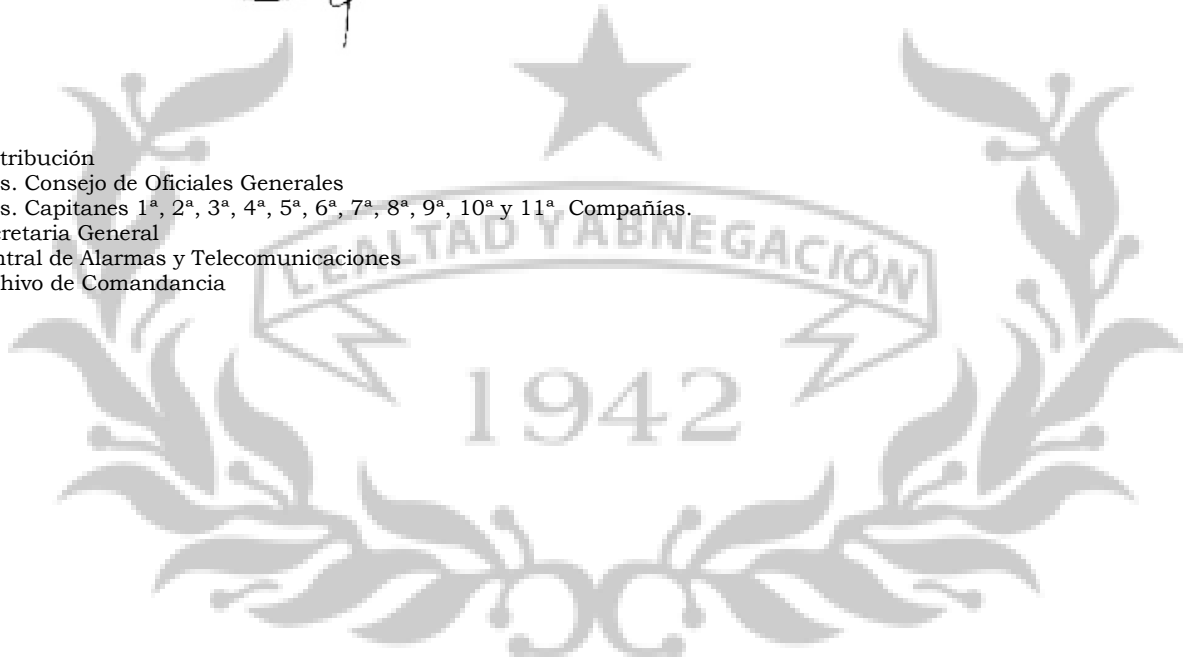 tribución
s. Consejo de Oficiales Generales
s. Capitanes 1ª, 2ª, 3ª, 4ª, 5ª, 6ª, 7ª, 8ª, 9ª, 10ª y 11ª Compañías.
cretaria General
ntral de Alarmas y Telecomunicaciones
hivo de Comandancia
LEALTAD Y ABNEGACIÓN
1942